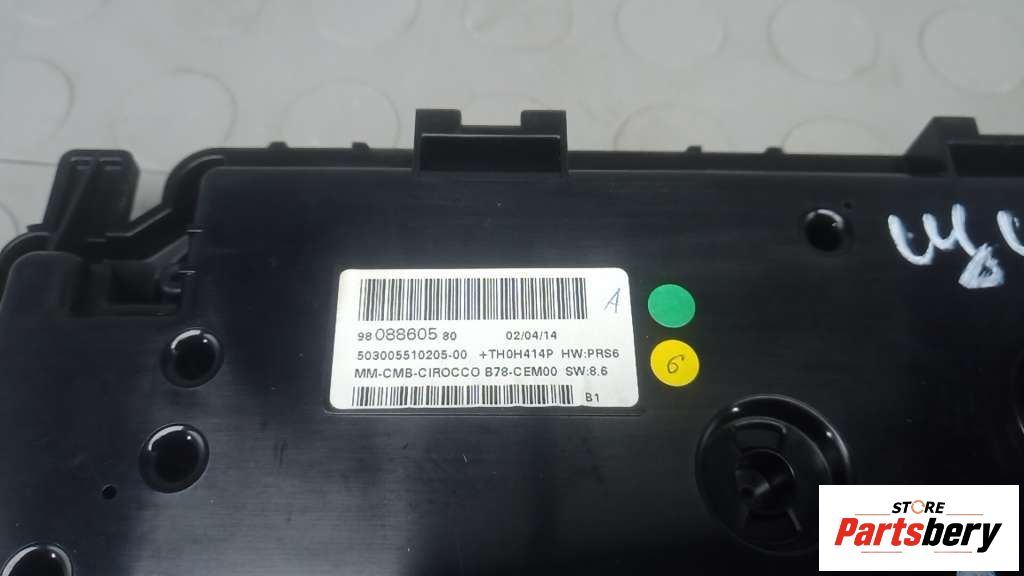 A
98 088605 80 02/04/14
503005510205-00 +TH0H414P HW:PRS6
MM-CMB-CIROCCO B78-CEM00 SW:8.6
B1
6
STORE
Partsbery